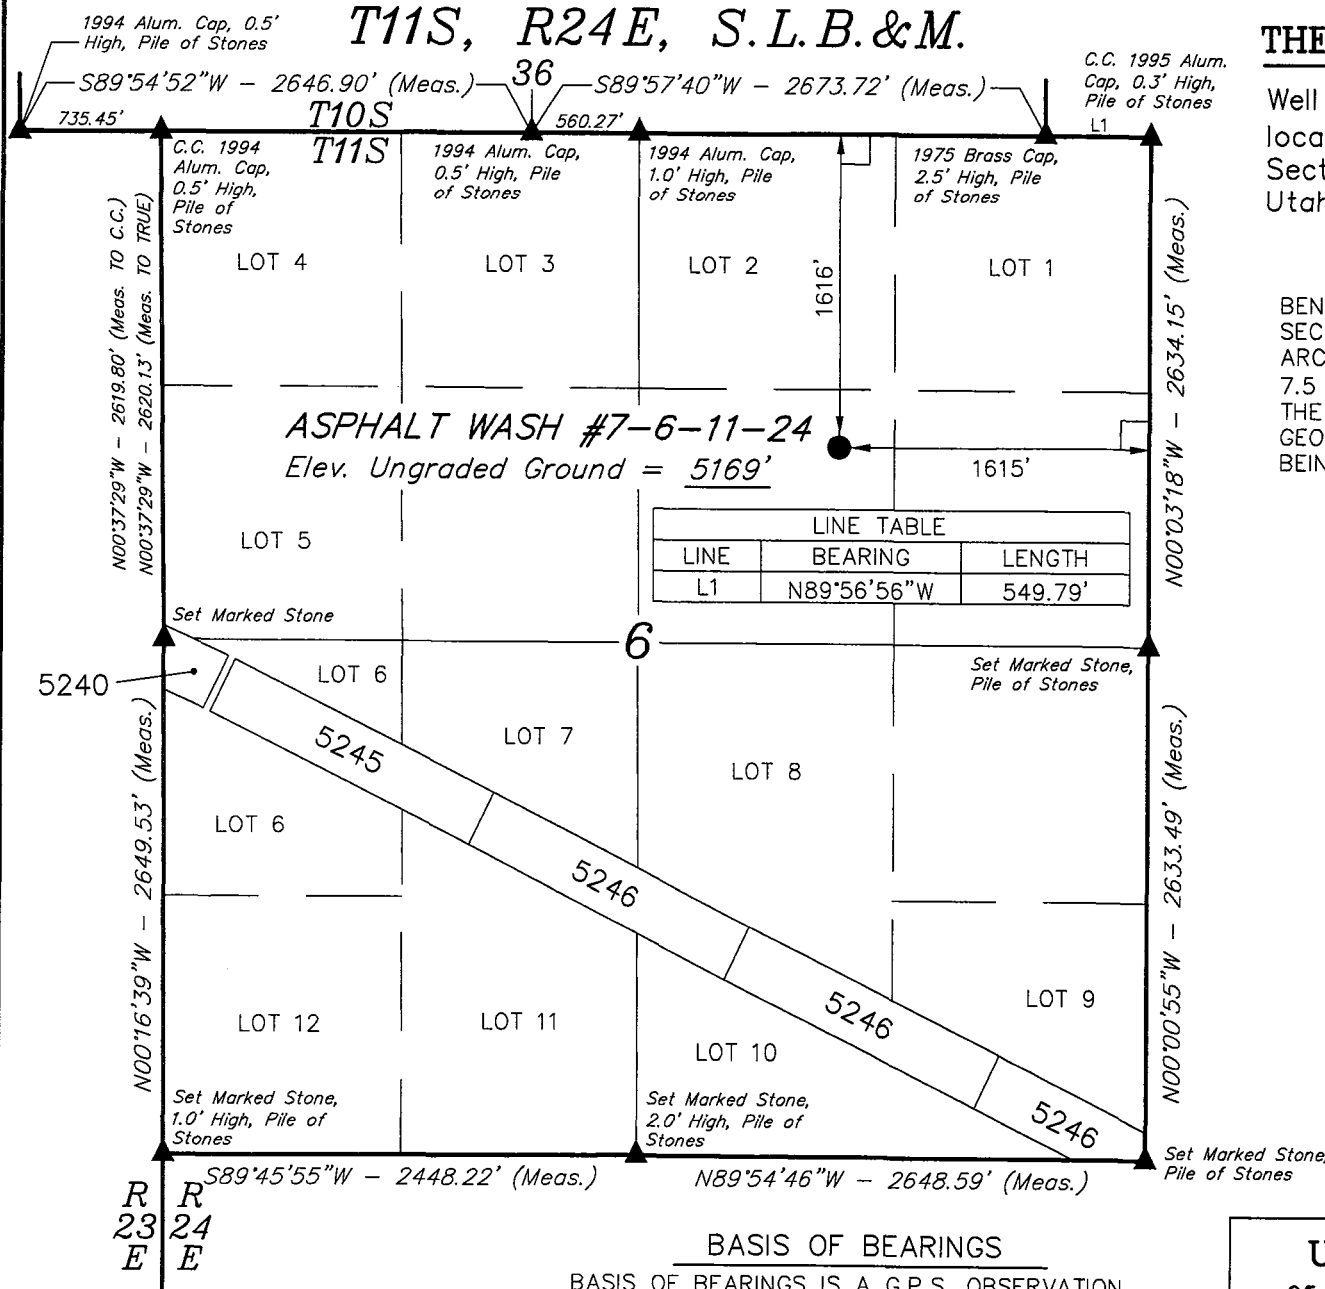 T11S, R24E, S.L.B.&M.
1994 Alum. Cap, 0.5'
High, Pile of Stones
S89°54'52"W – 2646.90' (Meas.)
36
S89°57'40"W – 2673.72' (Meas.)
C.C. 1995 Alum.
Cap, 0.3' High,
Pile of Stones
L1
735.45'
T10S
T11S
560.27'
C.C. 1994
Alum. Cap,
0.5' High,
Pile of
Stones
1994 Alum. Cap,
0.5' High, Pile
of Stones
1994 Alum. Cap,
1.0' High, Pile
of Stones
1975 Brass Cap,
2.5' High, Pile
of Stones
THE
Well
loca
Sect
Utah
N00°37'29"W – 2619.80' (Meas. TO C.C.)
N00°37'29"W – 2620.13' (Meas. TO TRUE)
LOT 4
LOT 3
LOT 2
LOT 1
1616'
N00°03'18"W – 2634.15' (Meas.)
BEN
SEC
ARC
7.5
THE
GEO
BEIN
ASPHALT WASH #7–6–11–24
Elev. Ungraded Ground = 5169'
1615'
LOT 5
LINE TABLE
LINE BEARING LENGTH
L1 N89°56'56"W 549.79'
Set Marked Stone
6
Set Marked Stone,
Pile of Stones
5240
LOT 6
5245
LOT 7
LOT 8
LOT 6
5246
N00°16'39"W – 2649.53' (Meas.)
N00°00'55"W – 2633.49' (Meas.)
LOT 12
LOT 11
5246
LOT 9
LOT 10
5246
Set Marked Stone,
1.0' High, Pile of
Stones
Set Marked Stone,
2.0' High, Pile of
Stones
Set Marked Stone,
Pile of Stones
S89°45'55"W – 2448.22' (Meas.)
N89°54'46"W – 2648.59' (Meas.)
R R
23 24
E E
BASIS OF BEARINGS
BASIS OF BEARINGS IS A G.P.S. OBSERVATION
U